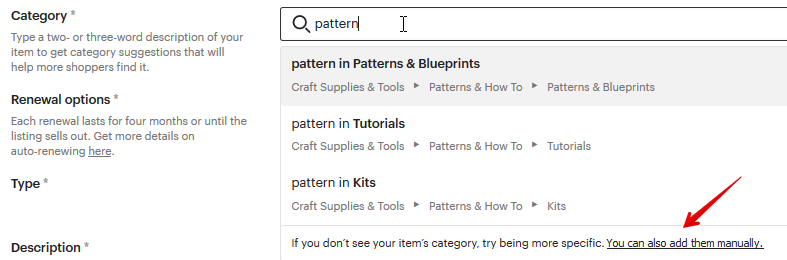 Category *
Type a two- or three-word description of your
item to get category suggestions that will
help more shoppers find it.
Renewal options *
Each renewal lasts for four months or until the
listing sells out. Get more details on
auto-renewing here.
Type *
Description *
pattern
pattern in Patterns & Blueprints
Craft Supplies & Tools ▸ Patterns & How To ▸ Patterns & Blueprints
pattern in Tutorials
Craft Supplies & Tools ▸ Patterns & How To ▸ Tutorials
pattern in Kits
Craft Supplies & Tools ▸ Patterns & How To ▸ Kits
If you don’t see your item’s category, try being more specific. You can also add them manually.